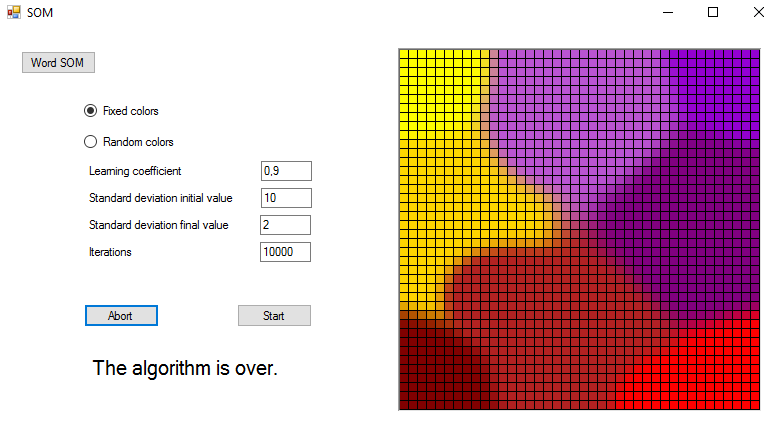 SOM
Word SOM
Fixed colors
Random colors
Learning coefficient 0,9
Standard deviation initial value 10
Standard deviation final value 2
Iterations 10000
Abort Start
The algorithm is over.